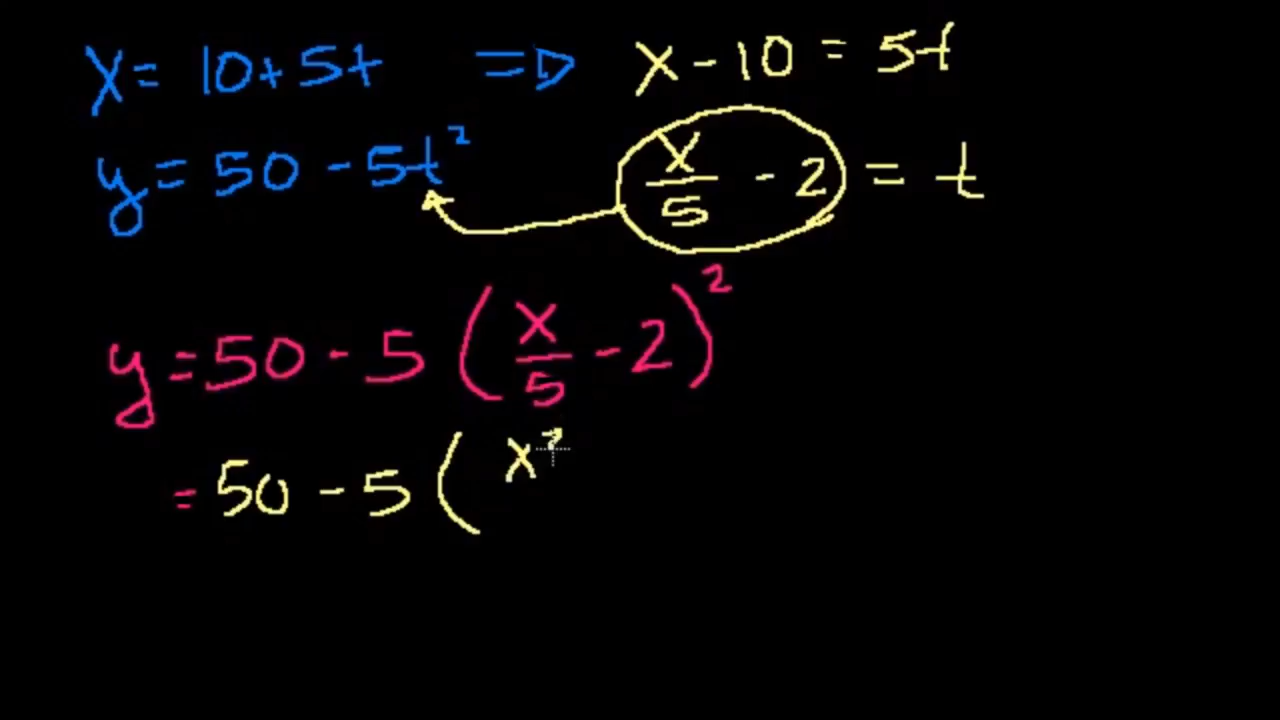 x = 10 + 5t ⇒ x - 10 = 5t
y = 50 - 5t² x/5 - 2 = t
y = 50 - 5 (x/5 - 2)²
= 50 - 5 ( x²